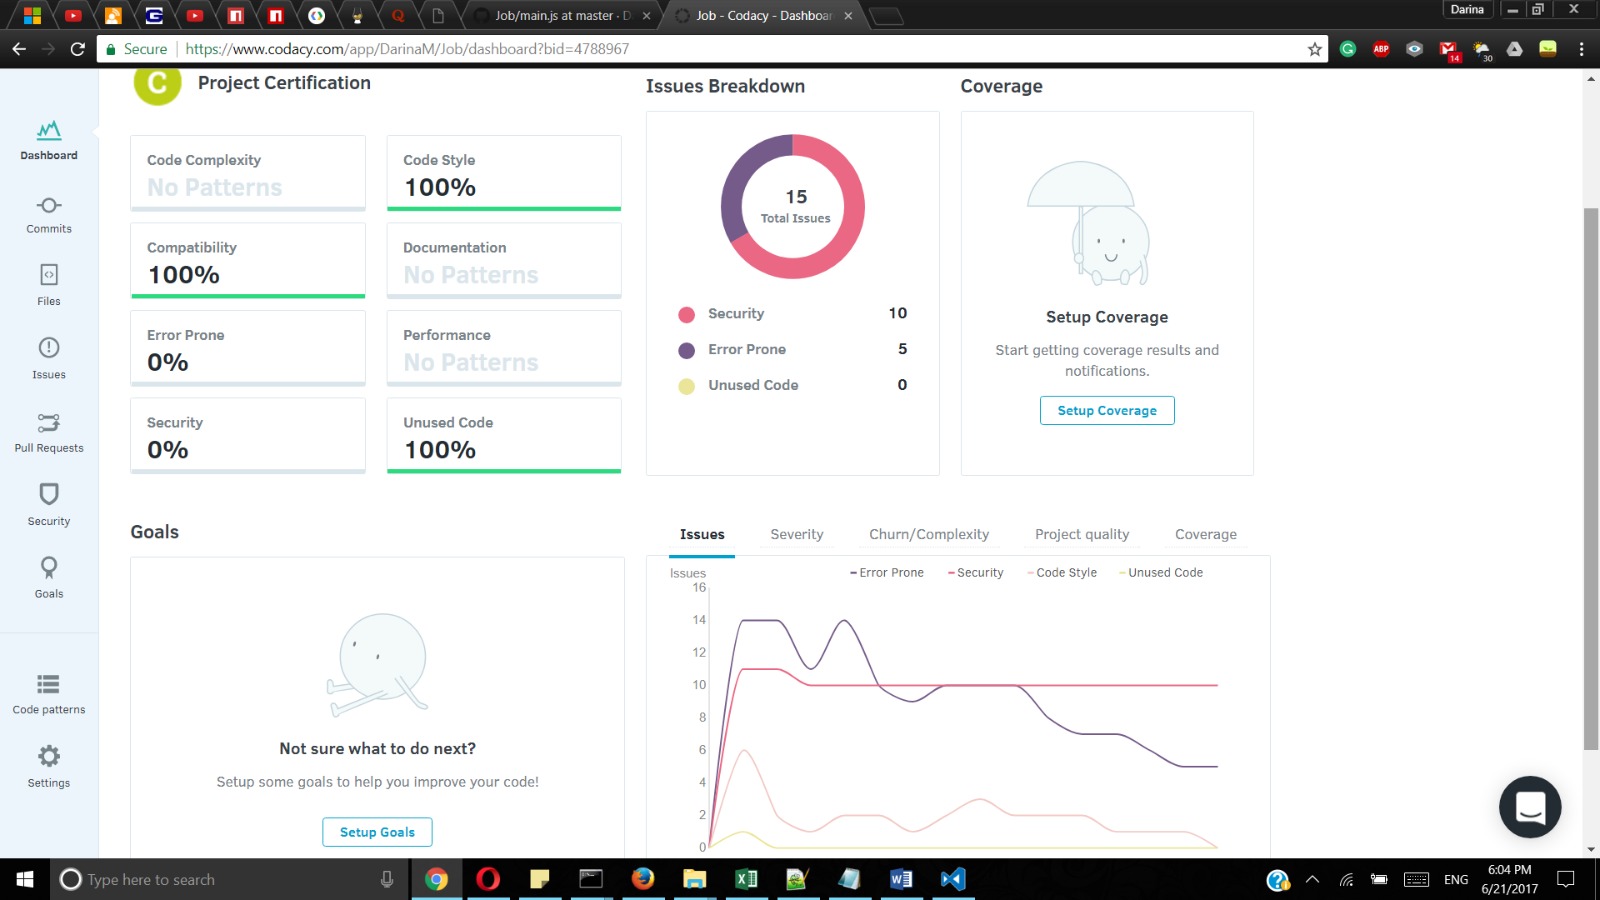 Job/main.js at master · D
Job - Codacy - Dashboar
Darina
Secure
https://www.codacy.com/app/DarinaM/Job/dashboard?bid=4788967
ABP
14
30
Dashboard
Commits
Files
Issues
Pull Requests
Security
Goals
Code patterns
Settings
C
Project Certification
Code Complexity
No Patterns
Code Style
100%
Compatibility
100%
Documentation
No Patterns
Error Prone
0%
Performance
No Patterns
Security
0%
Unused Code
100%
Issues Breakdown
15
Total Issues
Security 10
Error Prone 5
Unused Code 0
Coverage
Setup Coverage
Start getting coverage results and
notifications.
Setup Coverage
Goals
Not sure what to do next?
Setup some goals to help you improve your code!
Setup Goals
Issues Severity Churn/Complexity Project quality Coverage
Issues
Error Prone Security Code Style Unused Code
16
14
12
10
8
6
4
2
0
Type here to search
ENG
6:04 PM
6/21/2017